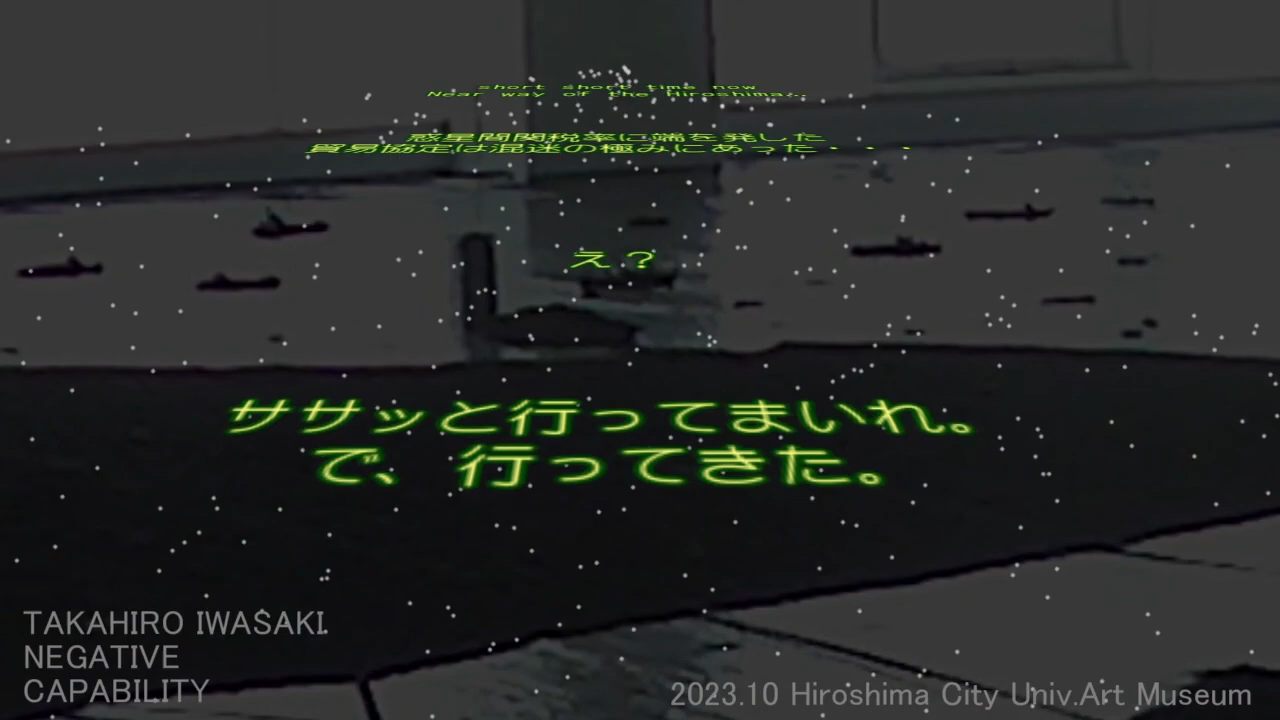 short short time now
Near way of the Hiroshima...
惑星間関税率に端を発した
貿易協定は混迷の極みにあった・・・
え？
ササッと行ってまいれ。
で、行ってきた。
TAKAHIRO IWASAKI
NEGATIVE
CAPABILITY
2023.10 Hiroshima City Univ.Art Museum